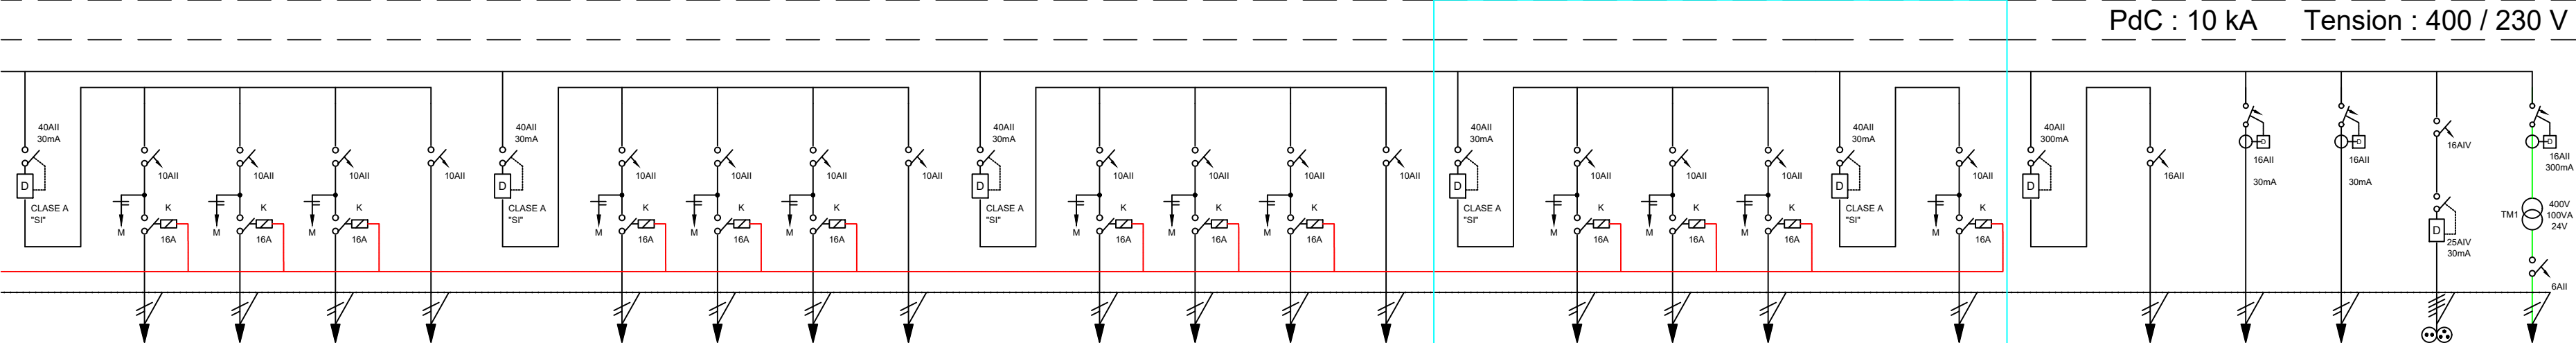 PdC : 10 kA Tension : 400 / 230 V
40AII
30mA
D
CLASE A
"SI"
10AII
M
K
16A
10AII
M
K
16A
10AII
M
K
16A
10AII
40AII
30mA
D
CLASE A
"SI"
10AII
M
K
16A
10AII
M
K
16A
10AII
M
K
16A
10AII
40AII
30mA
D
CLASE A
"SI"
10AII
M
K
16A
10AII
M
K
16A
10AII
M
K
16A
10AII
40AII
30mA
D
CLASE A
"SI"
10AII
M
K
16A
10AII
M
K
16A
10AII
M
K
16A
40AII
30mA
D
CLASE A
"SI"
10AII
M
K
16A
40AII
300mA
D
16AII
D
16AII
30mA
D
16AII
30mA
16AIV
D
25AIV
30mA
D
16AII
300mA
TM1
400V
100VA
24V
6AII